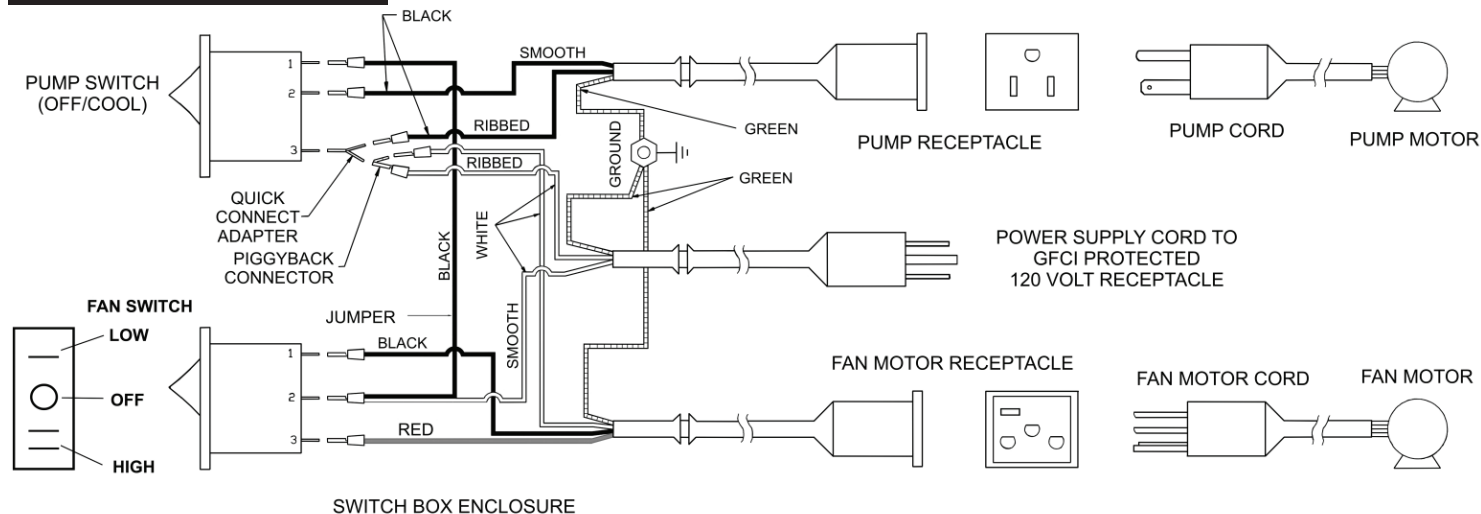 BLACK
SMOOTH
PUMP SWITCH
(OFF/COOL)
1
2
3
RIBBED
RIBBED
GREEN
GROUND
GREEN
PUMP RECEPTACLE
PUMP CORD
PUMP MOTOR
QUICK
CONNECT
ADAPTER
PIGGYBACK
CONNECTOR
BLACK
WHITE
POWER SUPPLY CORD TO
GFCI PROTECTED
120 VOLT RECEPTACLE
FAN SWITCH
LOW
OFF
HIGH
JUMPER
BLACK
SMOOTH
1
2
3
RED
FAN MOTOR RECEPTACLE
FAN MOTOR CORD
FAN MOTOR
SWITCH BOX ENCLOSURE